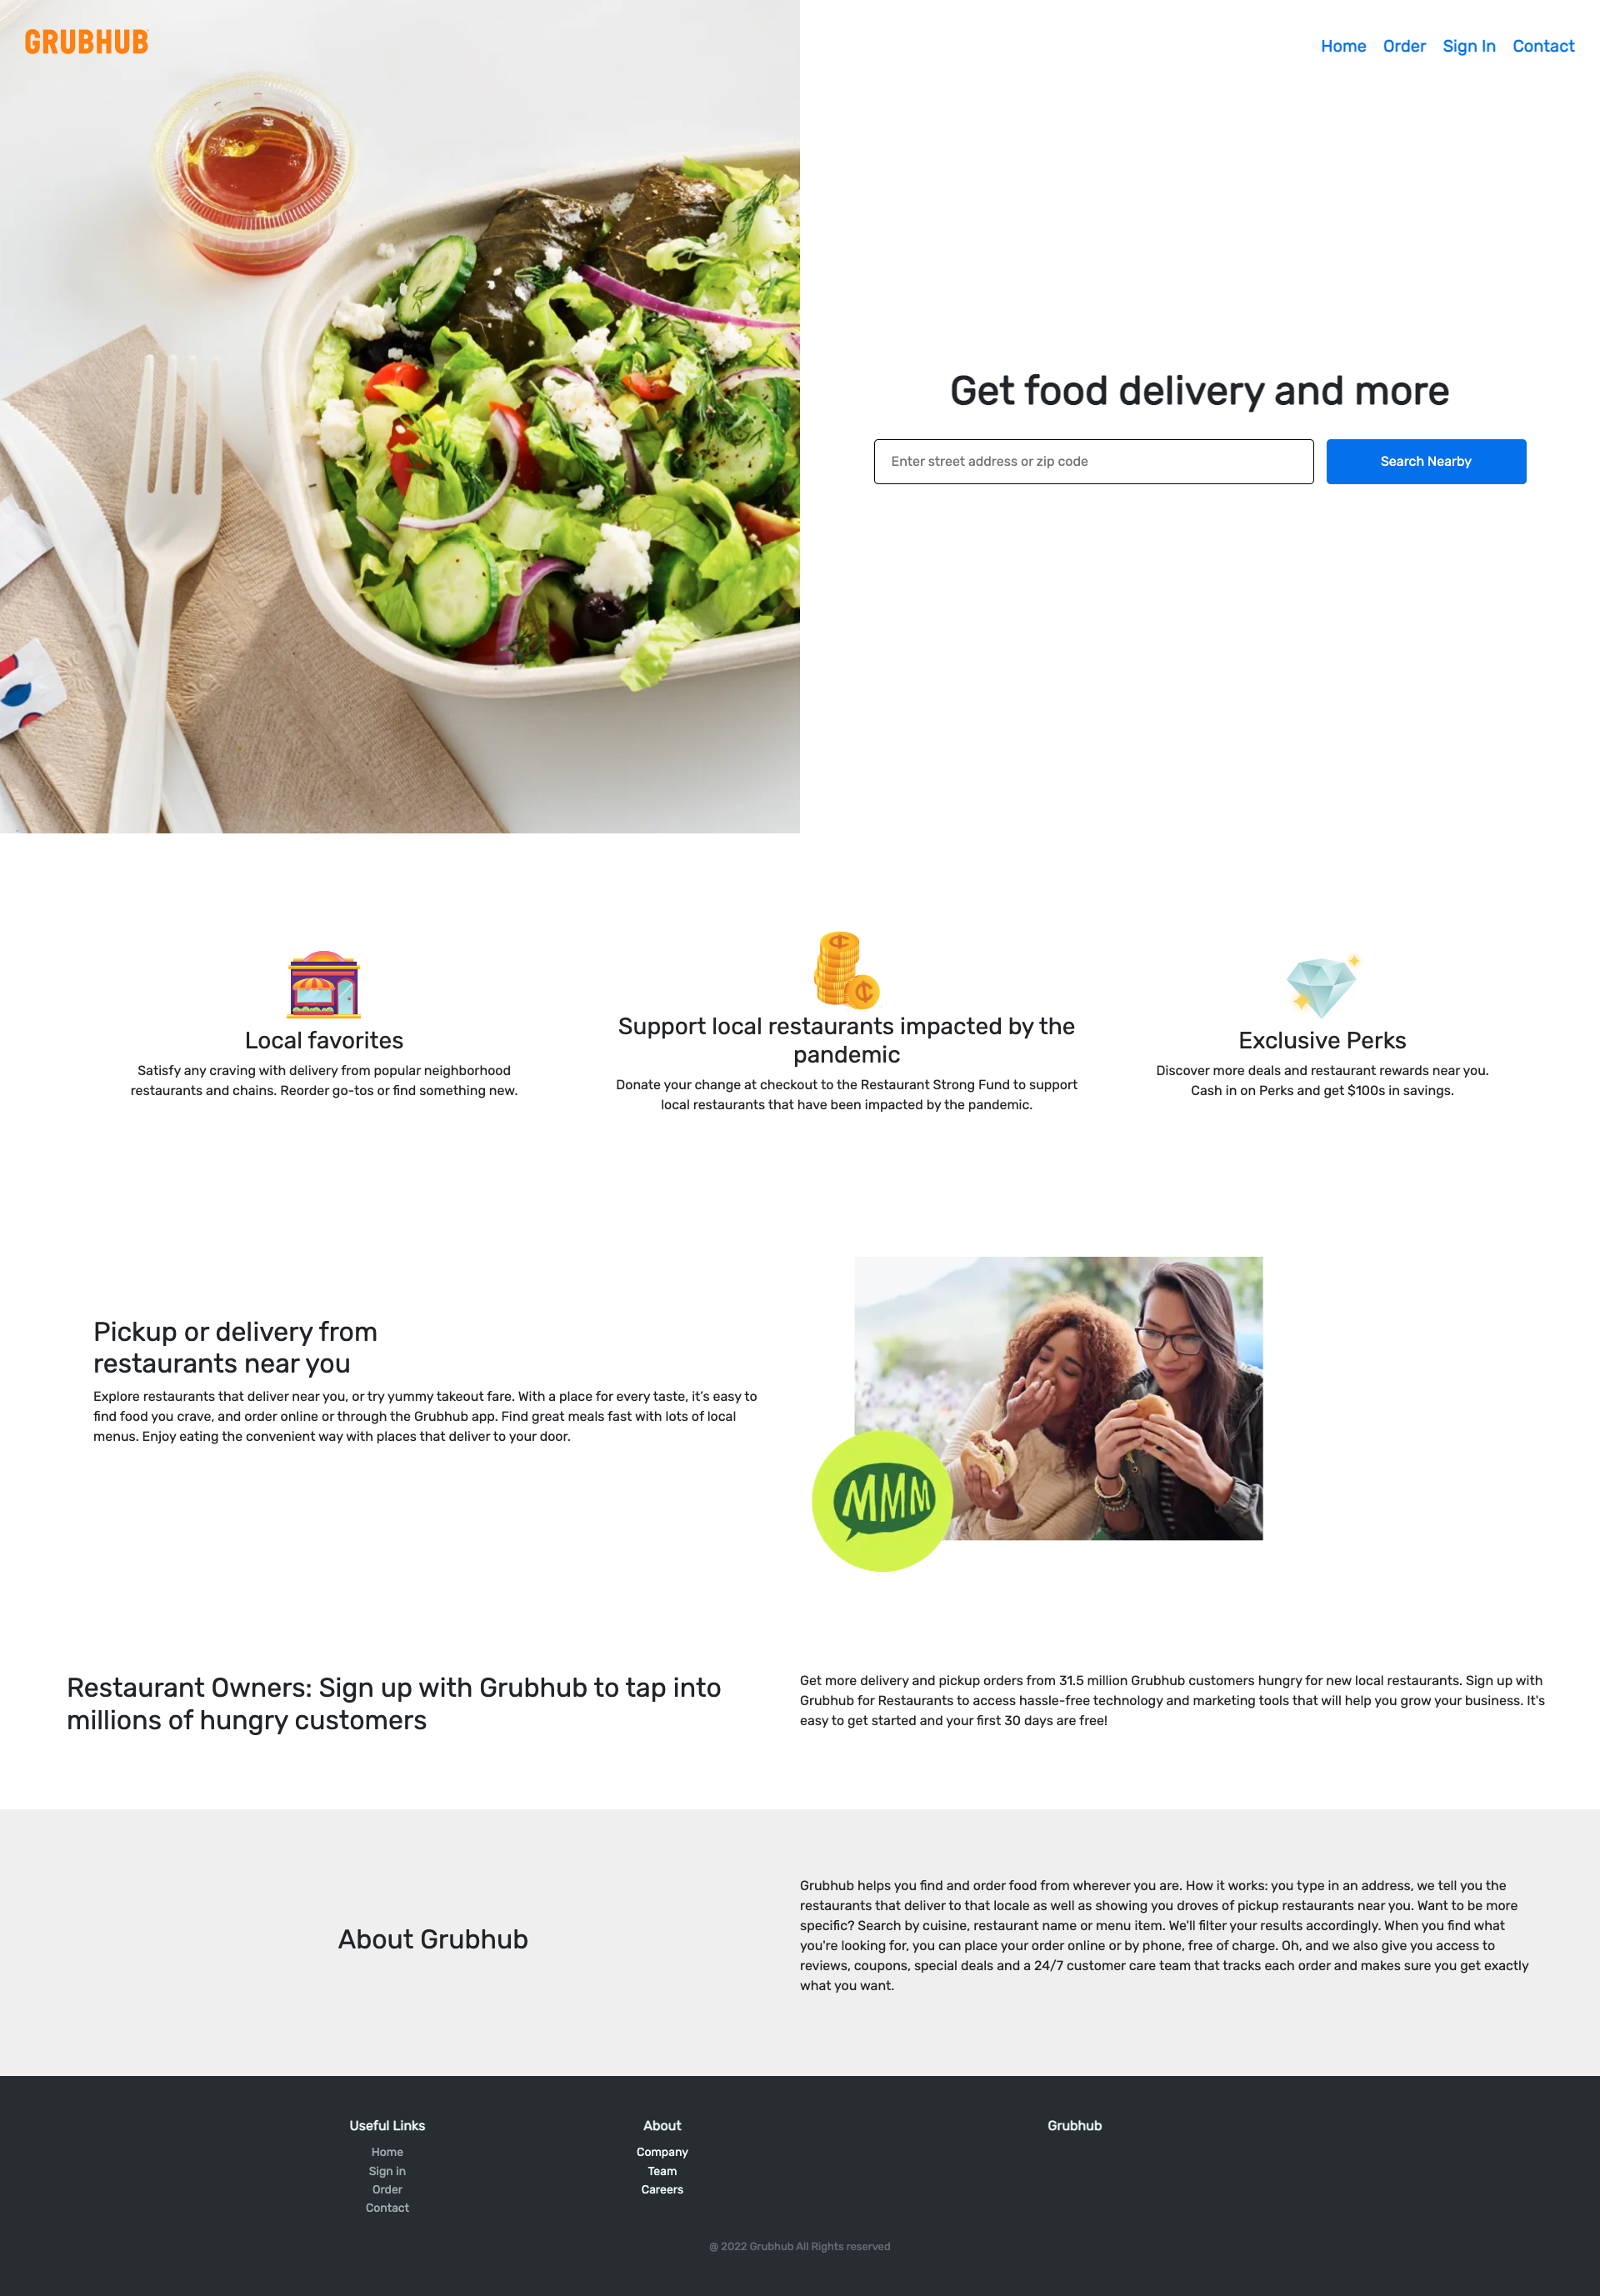 GRUBHUB
Home Order Sign In Contact
Get food delivery and more
Enter street address or zip code
Search Nearby
Local favorites
Satisfy any craving with delivery from popular neighborhood
restaurants and chains. Reorder go-tos or find something new.
Support local restaurants impacted by the
pandemic
Donate your change at checkout to the Restaurant Strong Fund to support
local restaurants that have been impacted by the pandemic.
Exclusive Perks
Discover more deals and restaurant rewards near you.
Cash in on Perks and get $100s in savings.
Pickup or delivery from
restaurants near you
Explore restaurants that deliver near you, or try yummy takeout fare. With a place for every taste, it’s easy to
find food you crave, and order online or through the Grubhub app. Find great meals fast with lots of local
menus. Enjoy eating the convenient way with places that deliver to your door.
MMM
Restaurant Owners: Sign up with Grubhub to tap into
millions of hungry customers
Get more delivery and pickup orders from 31.5 million Grubhub customers hungry for new local restaurants. Sign up with
Grubhub for Restaurants to access hassle-free technology and marketing tools that will help you grow your business. It's
easy to get started and your first 30 days are free!
About Grubhub
Grubhub helps you find and order food from wherever you are. How it works: you type in an address, we tell you the
restaurants that deliver to that locale as well as showing you droves of pickup restaurants near you. Want to be more
specific? Search by cuisine, restaurant name or menu item. We'll filter your results accordingly. When you find what
you're looking for, you can place your order online or by phone, free of charge. Oh, and we also give you access to
reviews, coupons, special deals and a 24/7 customer care team that tracks each order and makes sure you get exactly
what you want.
Useful Links
Home
Sign in
Order
Contact
About
Company
Team
Careers
Grubhub
@ 2022 Grubhub All Rights reserved